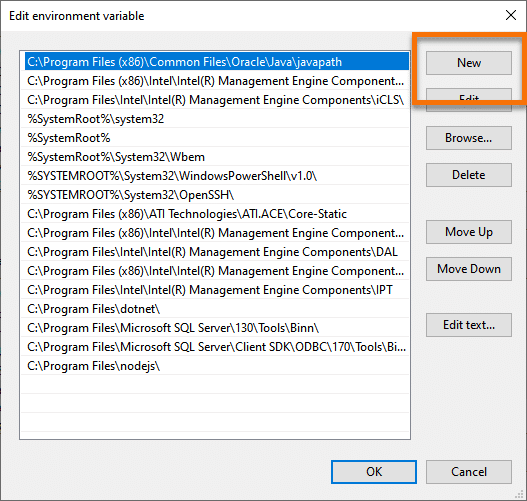 Edit environment variable
C:\Program Files (x86)\Common Files\Oracle\Java\javapath
C:\Program Files (x86)\Intel\Intel(R) Management Engine Component...
C:\Program Files\Intel\Intel(R) Management Engine Components\iCLS\
%SystemRoot%\system32
%SystemRoot%
%SystemRoot%\System32\Wbem
%SYSTEMROOT%\System32\WindowsPowerShell\v1.0\
%SYSTEMROOT%\System32\OpenSSH\
C:\Program Files (x86)\ATI Technologies\ATI.ACE\Core-Static
C:\Program Files (x86)\Intel\Intel(R) Management Engine Component...
C:\Program Files\Intel\Intel(R) Management Engine Components\DAL
C:\Program Files (x86)\Intel\Intel(R) Management Engine Component...
C:\Program Files\Intel\Intel(R) Management Engine Components\IPT
C:\Program Files\dotnet\
C:\Program Files\Microsoft SQL Server\130\Tools\Binn\
C:\Program Files\Microsoft SQL Server\Client SDK\ODBC\170\Tools\Bi...
C:\Program Files\nodejs\
New
Edit
Browse...
Delete
Move Up
Move Down
Edit text...
OK
Cancel